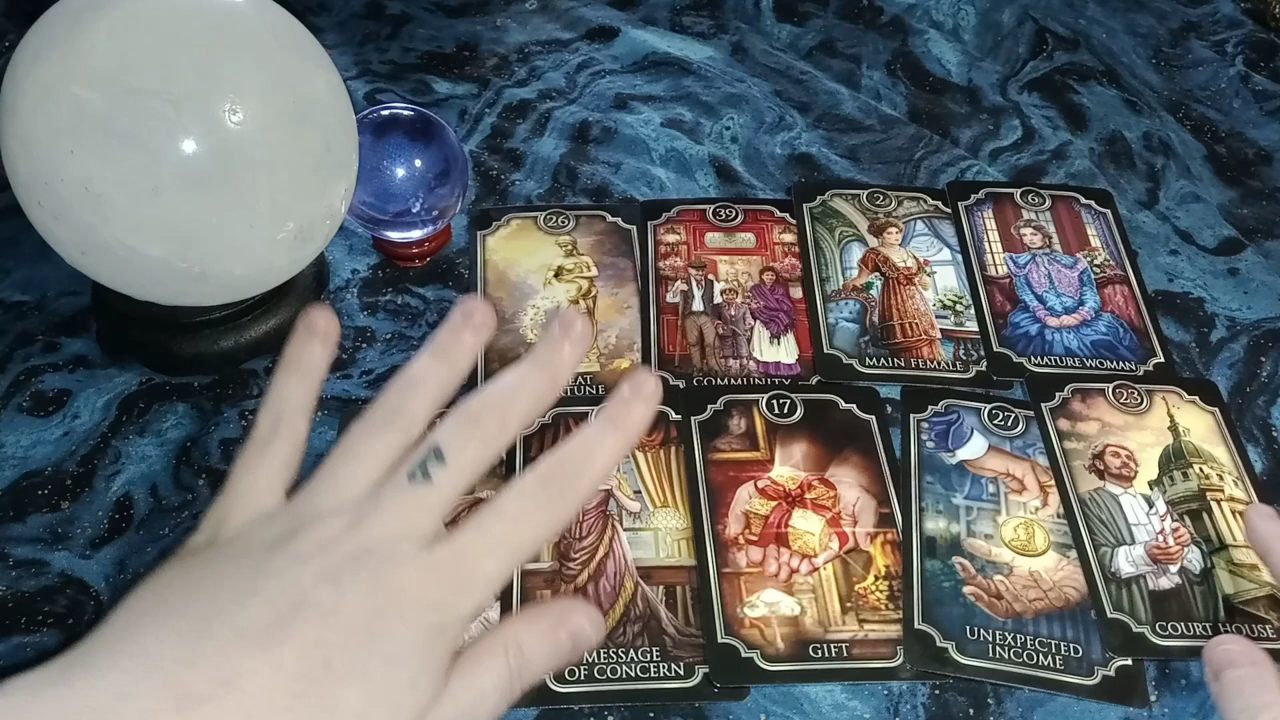 26
39
2
6
COMMUNITY
MAIN FEMALE
MATURE WOMAN
17
27
23
MESSAGE
OF CONCERN
GIFT
UNEXPECTED
INCOME
COURT HOUSE